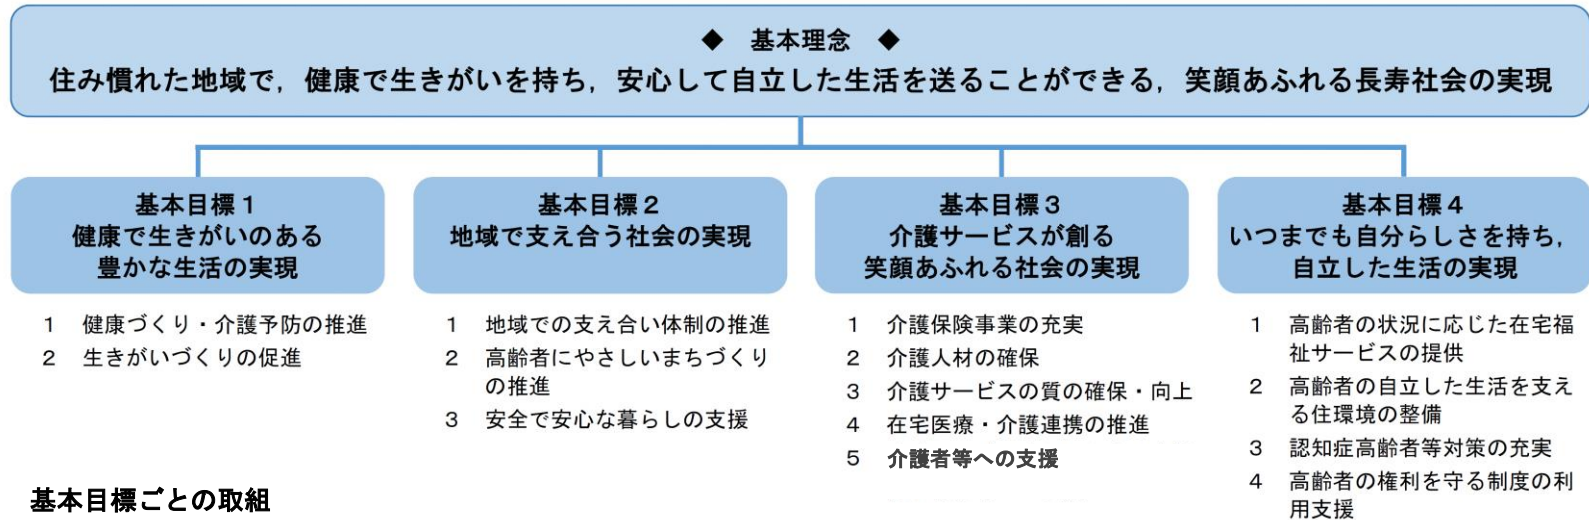 ◆ 基本理念 ◆
住み慣れた地域で，健康で生きがいを持ち，安心して自立した生活を送ることができる，笑顔あふれる長寿社会の実現
基本目標１
健康で生きがいのある
豊かな生活の実現
1 健康づくり・介護予防の推進
2 生きがいづくりの促進
基本目標２
地域で支え合う社会の実現
1 地域での支え合い体制の推進
2 高齢者にやさしいまちづくり
の推進
3 安全で安心な暮らしの支援
基本目標３
介護サービスが創る
笑顔あふれる社会の実現
1 介護保険事業の充実
2 介護人材の確保
3 介護サービスの質の確保・向上
4 在宅医療・介護連携の推進
5 介護者等への支援
基本目標４
いつまでも自分らしさを持ち，
自立した生活の実現
1 高齢者の状況に応じた在宅福
祉サービスの提供
2 高齢者の自立した生活を支え
る住環境の整備
3 認知症高齢者等対策の充実
4 高齢者の権利を守る制度の利
用支援
基本目標ごとの取組